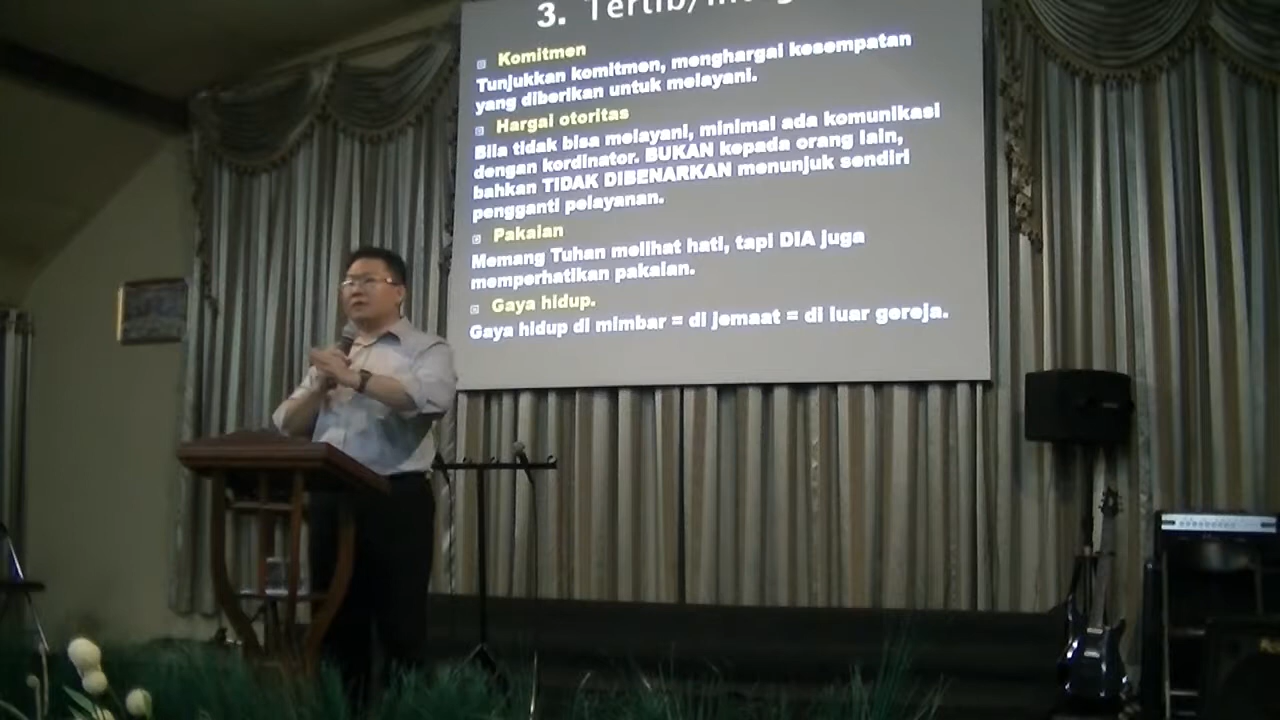 3. Tertib/
Komitmen
Tunjukkan komitmen, menghargai kesempatan
yang diberikan untuk melayani.
Hargai otoritas
Bila tidak bisa melayani, minimal ada komunikasi
dengan kordinator. BUKAN kepada orang lain,
bahkan TIDAK DIBENARKAN menunjuk sendiri
pengganti pelayanan.
Pakaian
Memang Tuhan melihat hati, tapi DIA juga
memperhatikan pakaian.
Gaya hidup.
Gaya hidup di mimbar = di jemaat = di luar gereja.